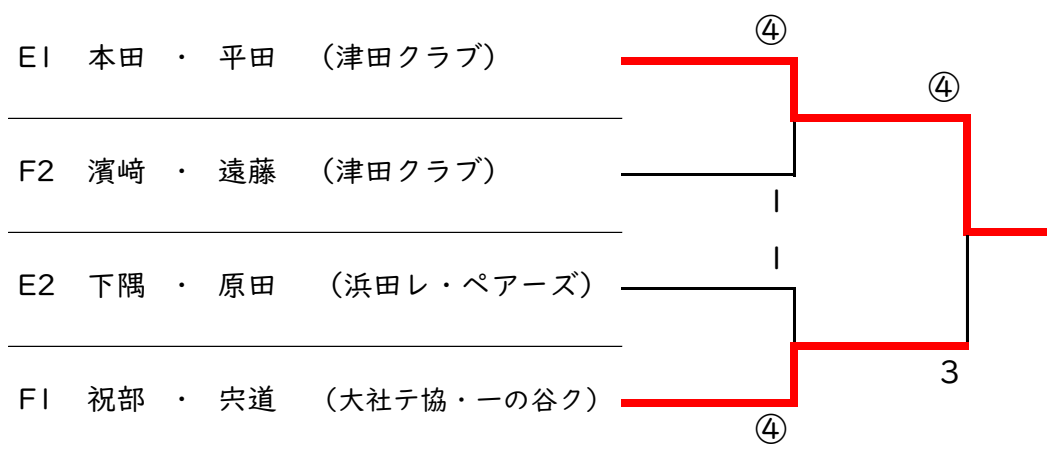 ④
E1 本田 ・ 平田 （津田クラブ）
④
F2 濱﨑 ・ 遠藤 （津田クラブ）
1
1
E2 下隅 ・ 原田 （浜田レ・ペアーズ）
3
F1 祝部 ・ 宍道 （大社テ協・一の谷ク）
④